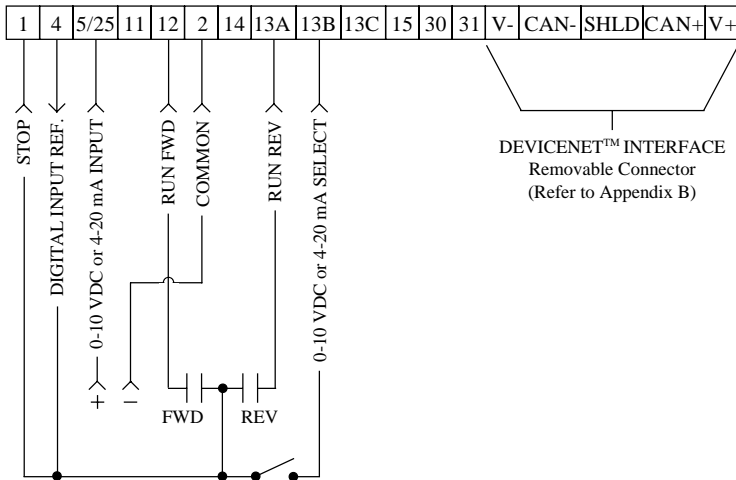 1 4 5/25 11 12 2 14 13A 13B 13C 15 30 31 V- CAN- SHLD CAN+ V+
STOP
DIGITAL INPUT REF.
0-10 VDC or 4-20 mA INPUT
RUN FWD
COMMON
RUN REV
0-10 VDC or 4-20 mA SELECT
DEVICENET™ INTERFACE
Removable Connector
(Refer to Appendix B)
+ −
FWD REV